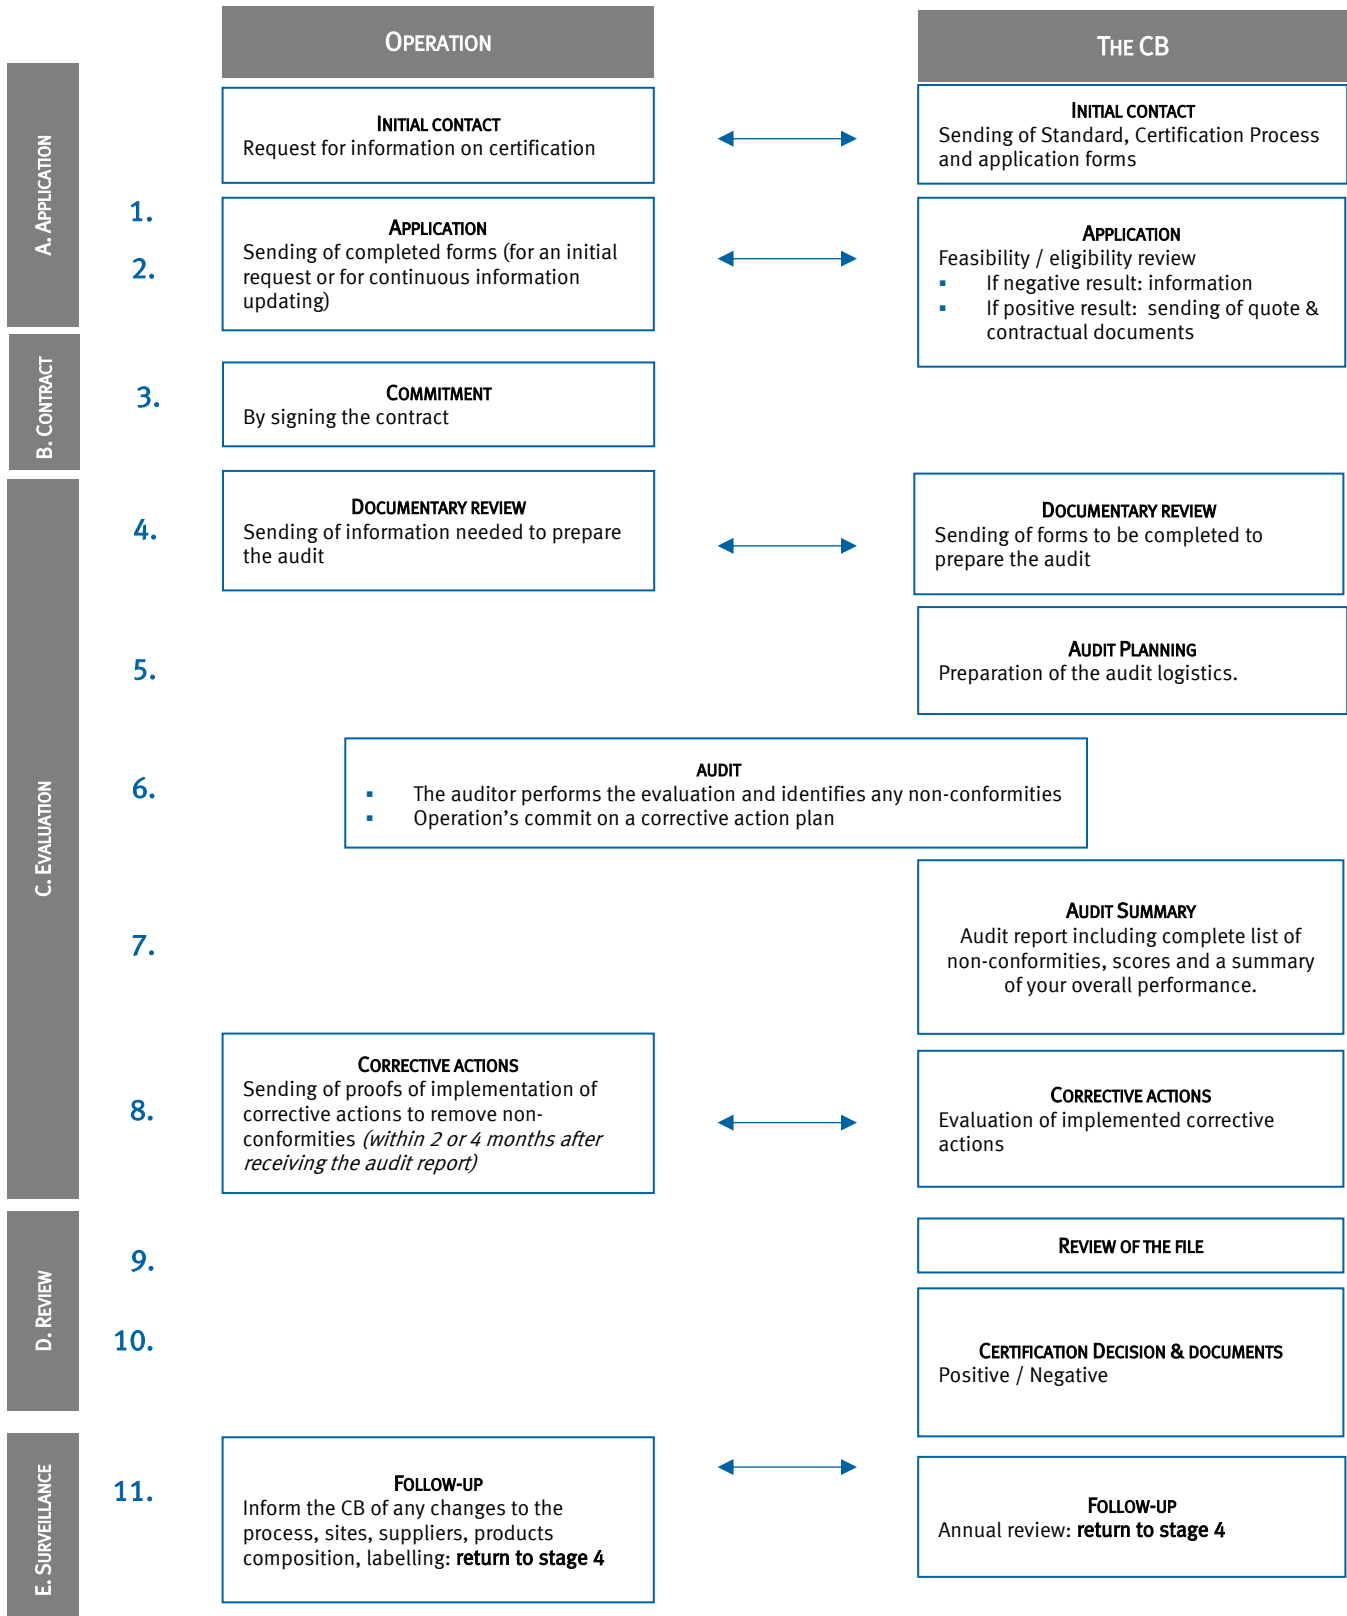 OPERATION
THE CB
A. APPLICATION
INITIAL CONTACT
Request for information on certification
INITIAL CONTACT
Sending of Standard, Certification Process
and application forms
1.
2.
APPLICATION
Sending of completed forms (for an initial
request or for continuous information
updating)
APPLICATION
Feasibility / eligibility review
▪ If negative result: information
▪ If positive result: sending of quote &
contractual documents
B. CONTRACT
3.
COMMITMENT
By signing the contract
C. EVALUATION
4.
DOCUMENTARY REVIEW
Sending of information needed to prepare
the audit
DOCUMENTARY REVIEW
Sending of forms to be completed to
prepare the audit
5.
AUDIT PLANNING
Preparation of the audit logistics.
6.
AUDIT
▪ The auditor performs the evaluation and identifies any non-conformities
▪ Operation’s commit on a corrective action plan
7.
AUDIT SUMMARY
Audit report including complete list of
non-conformities, scores and a summary
of your overall performance.
8.
CORRECTIVE ACTIONS
Sending of proofs of implementation of
corrective actions to remove non-
conformities (within 2 or 4 months after
receiving the audit report)
CORRECTIVE ACTIONS
Evaluation of implemented corrective
actions
D. REVIEW
9.
REVIEW OF THE FILE
10.
CERTIFICATION DECISION & DOCUMENTS
Positive / Negative
E. SURVEILLANCE
11.
FOLLOW-UP
Inform the CB of any changes to the
process, sites, suppliers, products
composition, labelling: return to stage 4
FOLLOW-UP
Annual review: return to stage 4